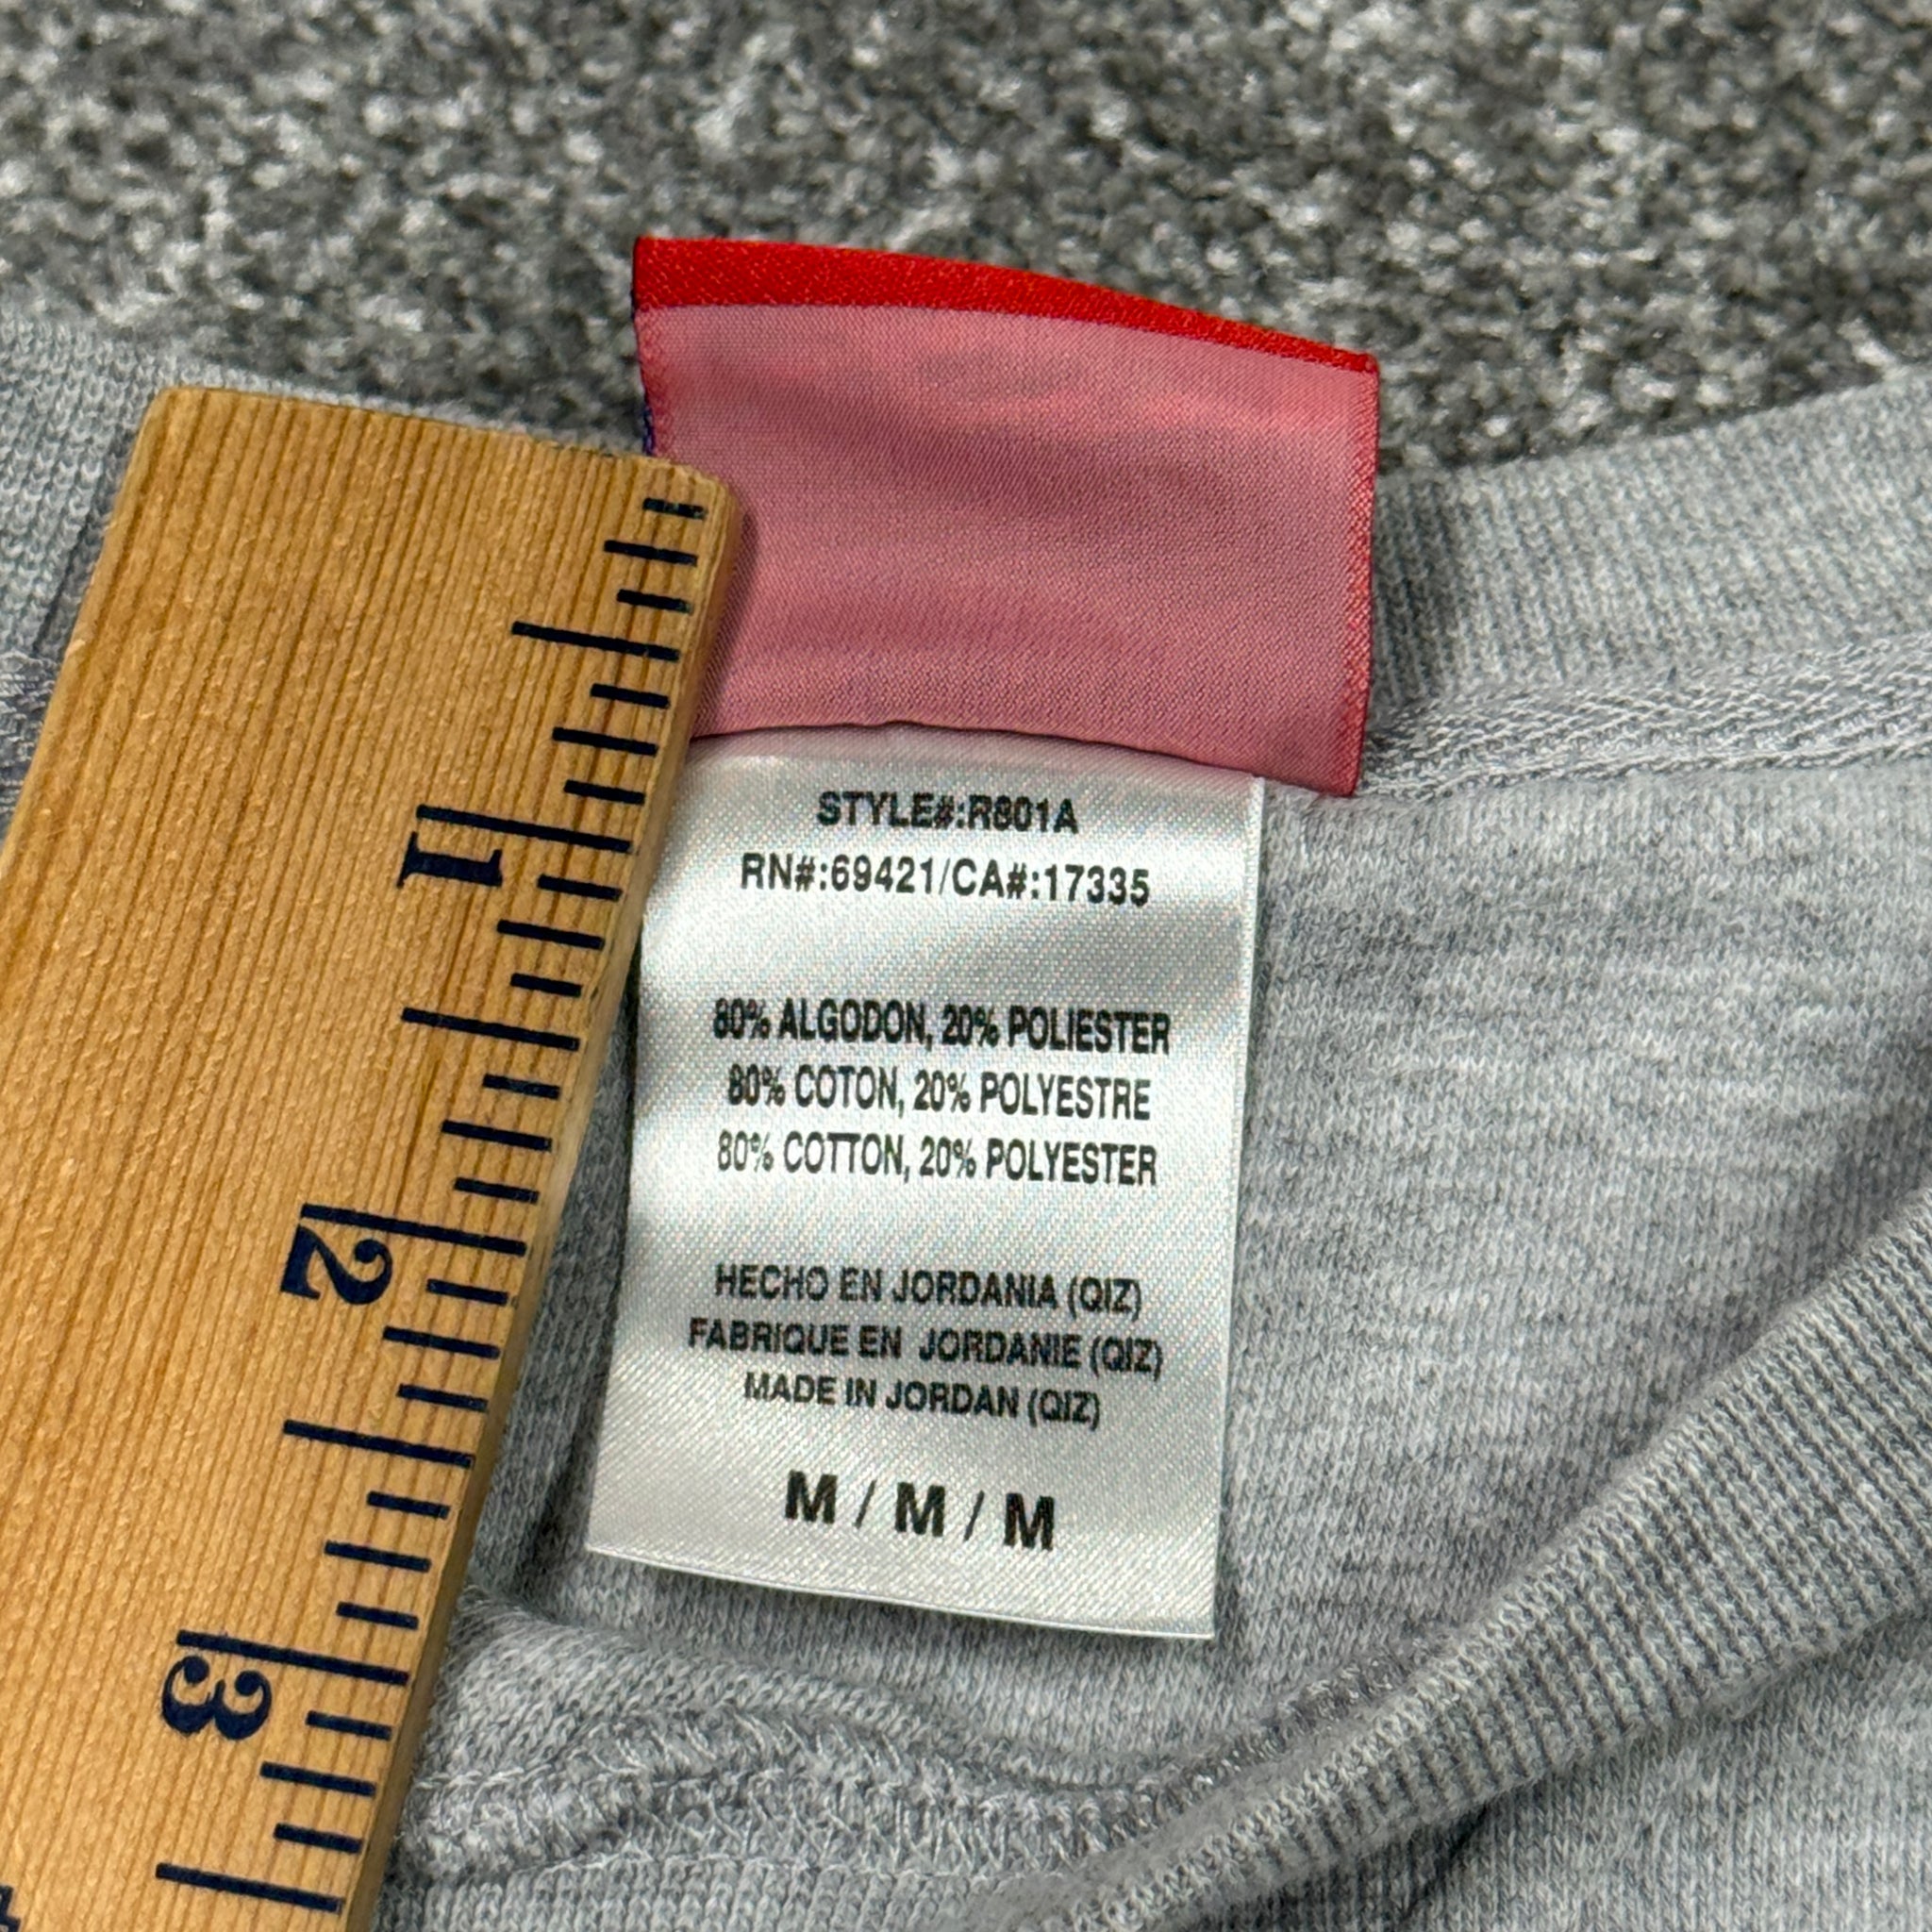 STYLE#:R801A
RN#:69421/CA#:17335
80% ALGODON, 20% POLIESTER
80% COTON, 20% POLYESTRE
80% COTTON, 20% POLYESTER
HECHO EN JORDANIA (QIZ)
FABRIQUE EN JORDANIE (QIZ)
MADE IN JORDAN (QIZ)
M / M / M
1
2
3